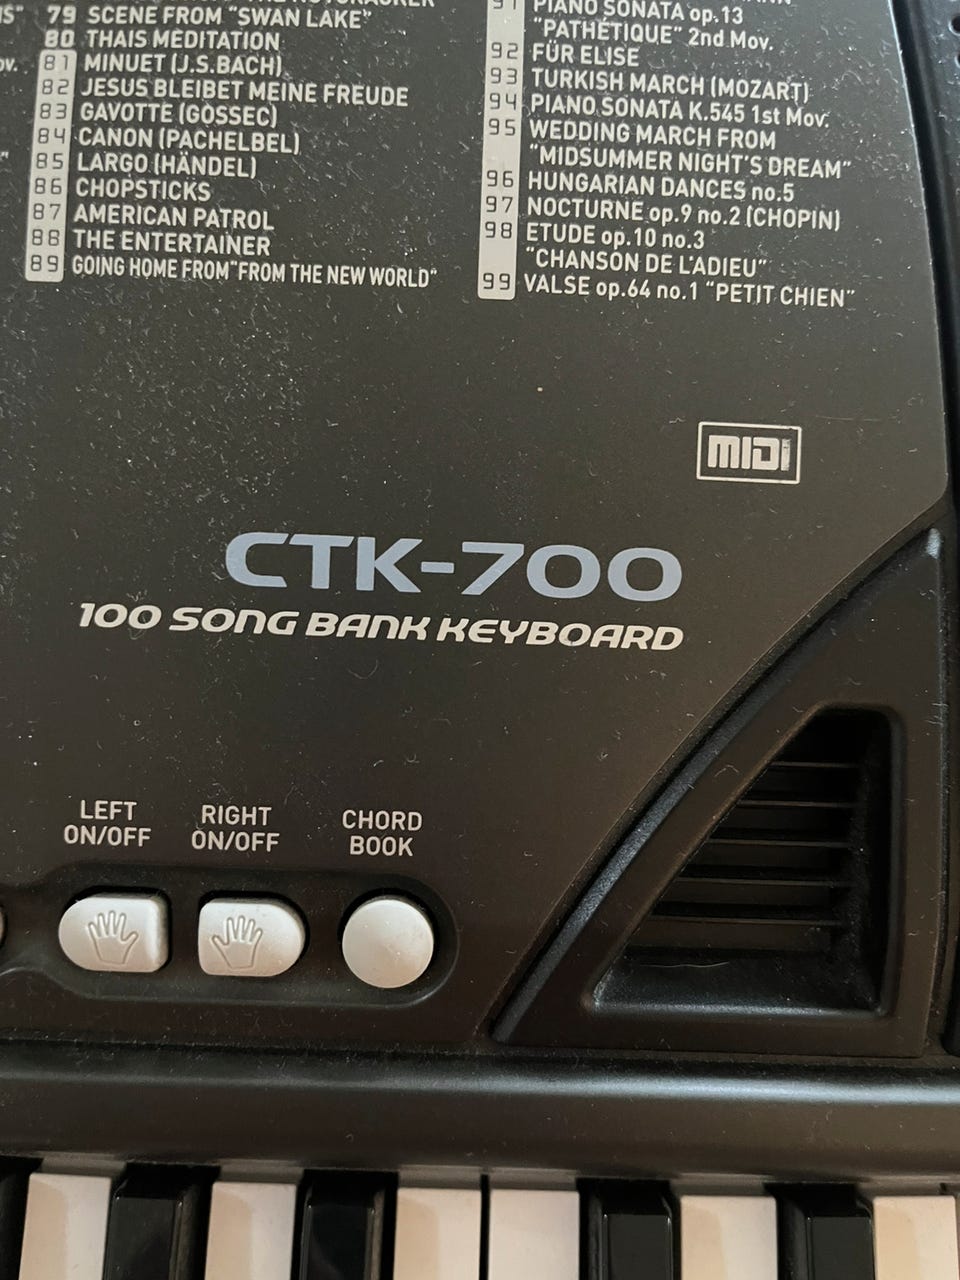 79 SCENE FROM "SWAN LAKE"
80 THAIS MEDITATION
81 MINUET (J.S.BACH)
82 JESUS BLEIBET MEINE FREUDE
83 GAVOTTE (GOSSEC)
84 CANON (PACHELBEL)
85 LARGO (HÄNDEL)
86 CHOPSTICKS
87 AMERICAN PATROL
88 THE ENTERTAINER
89 GOING HOME FROM"FROM THE NEW WORLD"
91 PIANO SONATA op.13
"PATHÉTIQUE" 2nd Mov.
92 FÜR ELISE
93 TURKISH MARCH (MOZART)
94 PIANO SONATA K.545 1st Mov.
95 WEDDING MARCH FROM
"MIDSUMMER NIGHT'S DREAM"
96 HUNGARIAN DANCES no.5
97 NOCTURNE op.9 no.2 (CHOPIN)
98 ETUDE op.10 no.3
"CHANSON DE L'ADIEU"
99 VALSE op.64 no.1 "PETIT CHIEN"
MIDI
CTK-700
100 SONG BANK KEYBOARD
LEFT
ON/OFF
RIGHT
ON/OFF
CHORD
BOOK